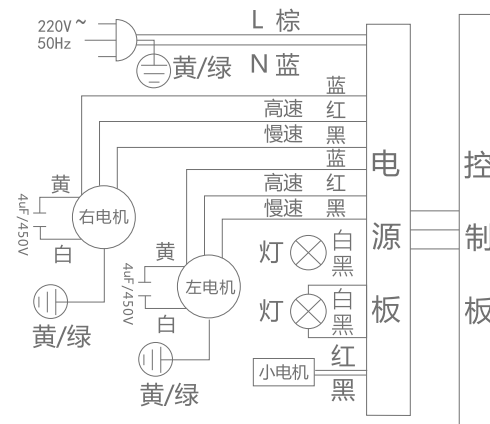 220V ~
50Hz
L 棕
N 蓝
黄/绿
蓝
高速 红
慢速 黑
蓝
高速 红
慢速 黑
电源板
控制板
黄
4uF/450V
白
右电机
黄/绿
黄
4uF/450V
白
左电机
黄/绿
灯
白
黑
灯
白
黑
小电机
红
黑